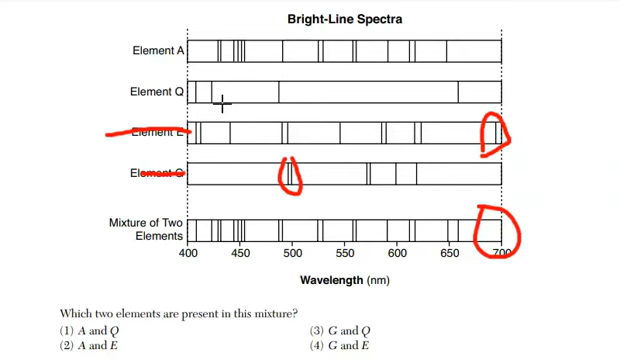 Bright-Line Spectra
Element A
Element Q
Element E
Element G
Mixture of Two
Elements
400 450 500 550 600 650 700
Wavelength (nm)
Which two elements are present in this mixture?
(1) A and Q (3) G and Q
(2) A and E (4) G and E